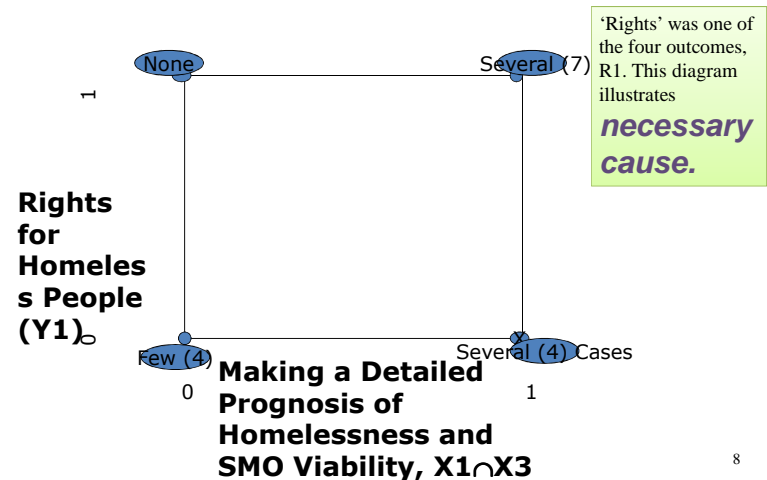 None
Several (7)
‘Rights’ was one of
the four outcomes,
R1. This diagram
illustrates
necessary
cause.
1
Rights
for
Homeles
s People
(Y1)
0
X
Few (4)
Several (4) Cases
0
1
Making a Detailed
Prognosis of
Homelessness and
SMO Viability, X1∩X3
8